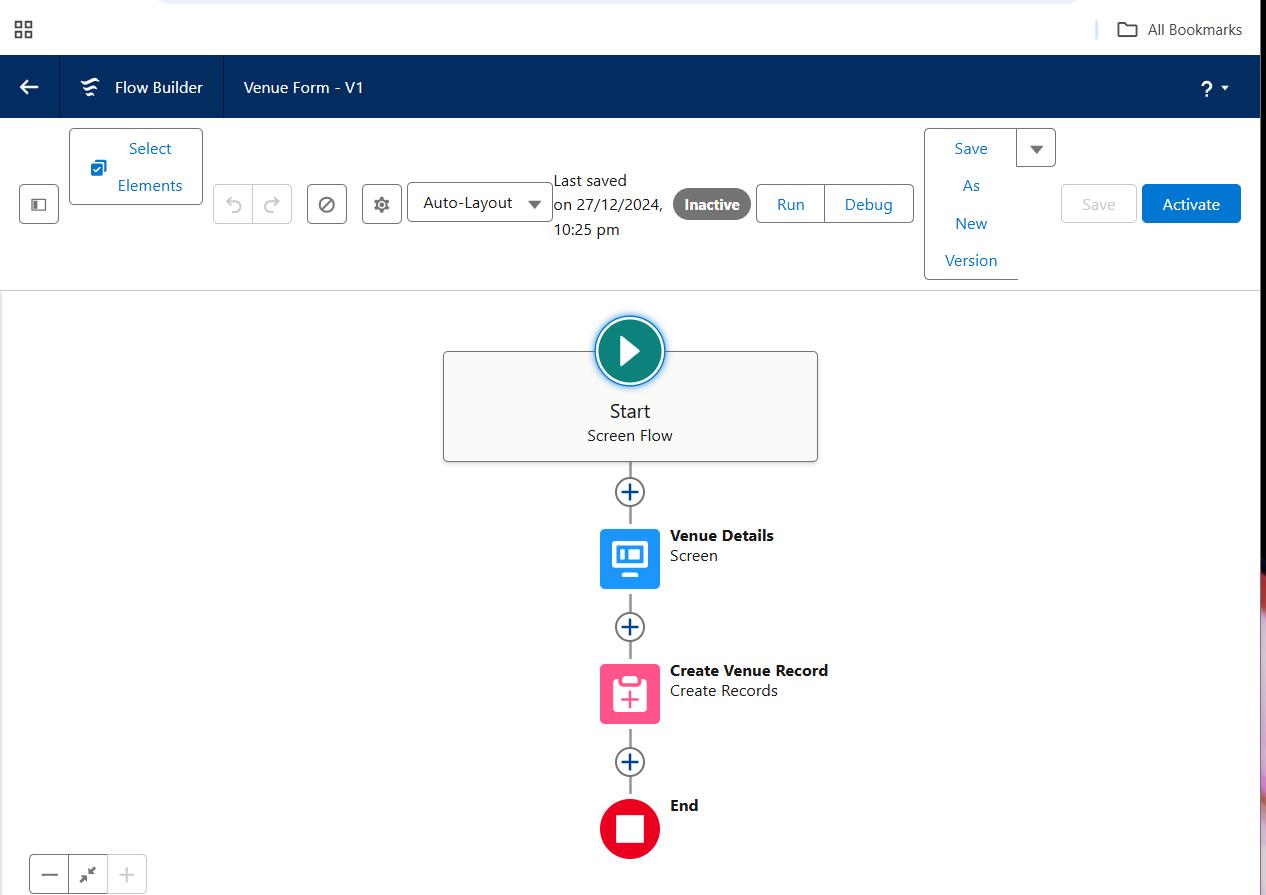 All Bookmarks
Flow Builder
Venue Form - V1
?
Select
Elements
Auto-Layout
Last saved
on 27/12/2024,
10:25 pm
Inactive
Run
Debug
Save
As
New
Version
Save
Activate
Start
Screen Flow
Venue Details
Screen
Create Venue Record
Create Records
End